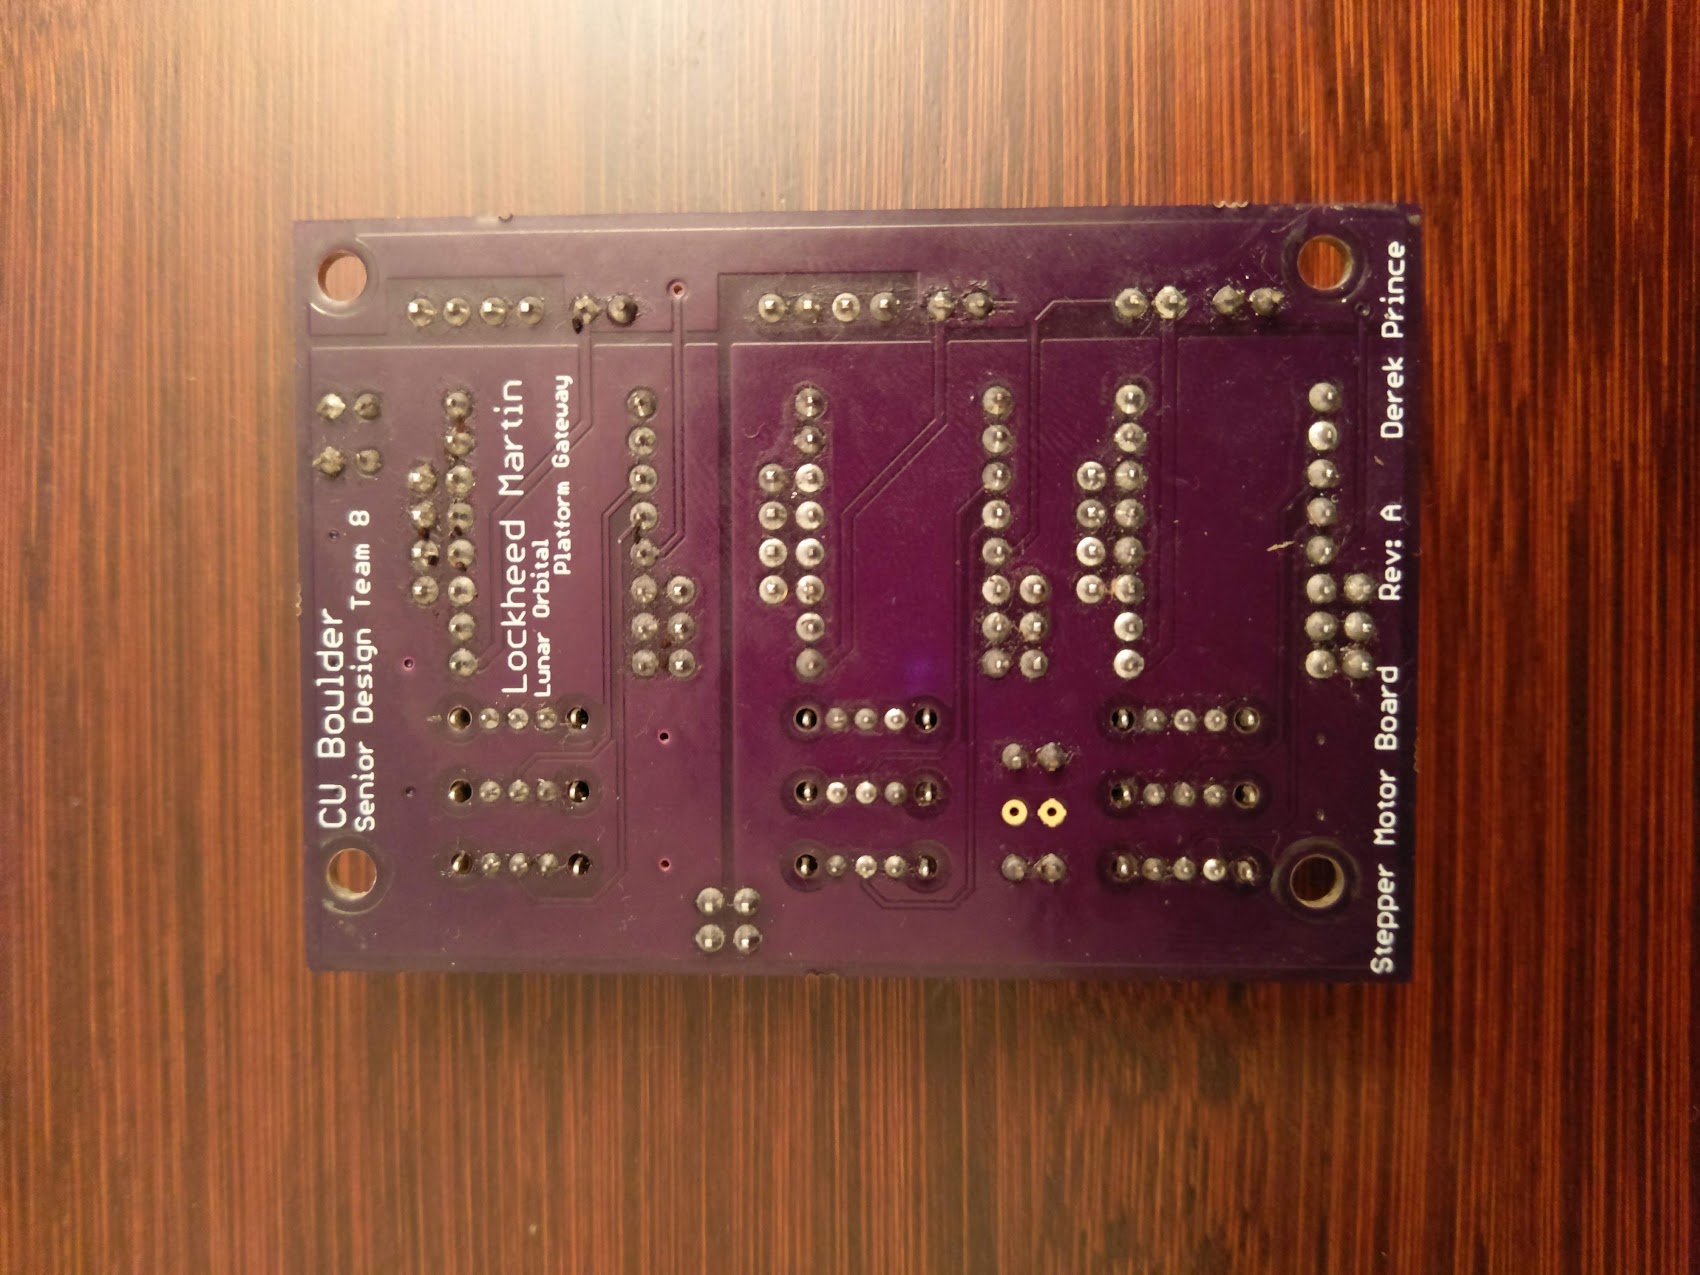 CU Boulder
Senior Design Team 8
Lockheed Martin
Lunar Orbital
Platform Gateway
Stepper Motor Board Rev: A Derek Prince